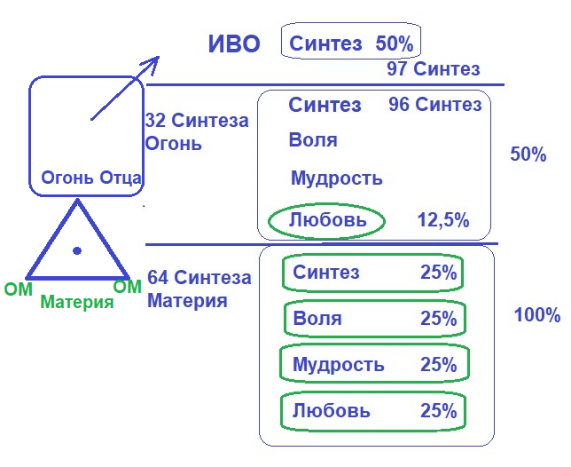 ИВО Синтез 50%
97 Синтез
Синтез 96 Синтез
32 Синтеза
Огонь
Воля
50%
Огонь Отца
Мудрость
Любовь 12,5%
64 Синтеза
Материя
Синтез 25%
ОМ ОМ
Материя
Воля 25%
100%
Мудрость 25%
Любовь 25%